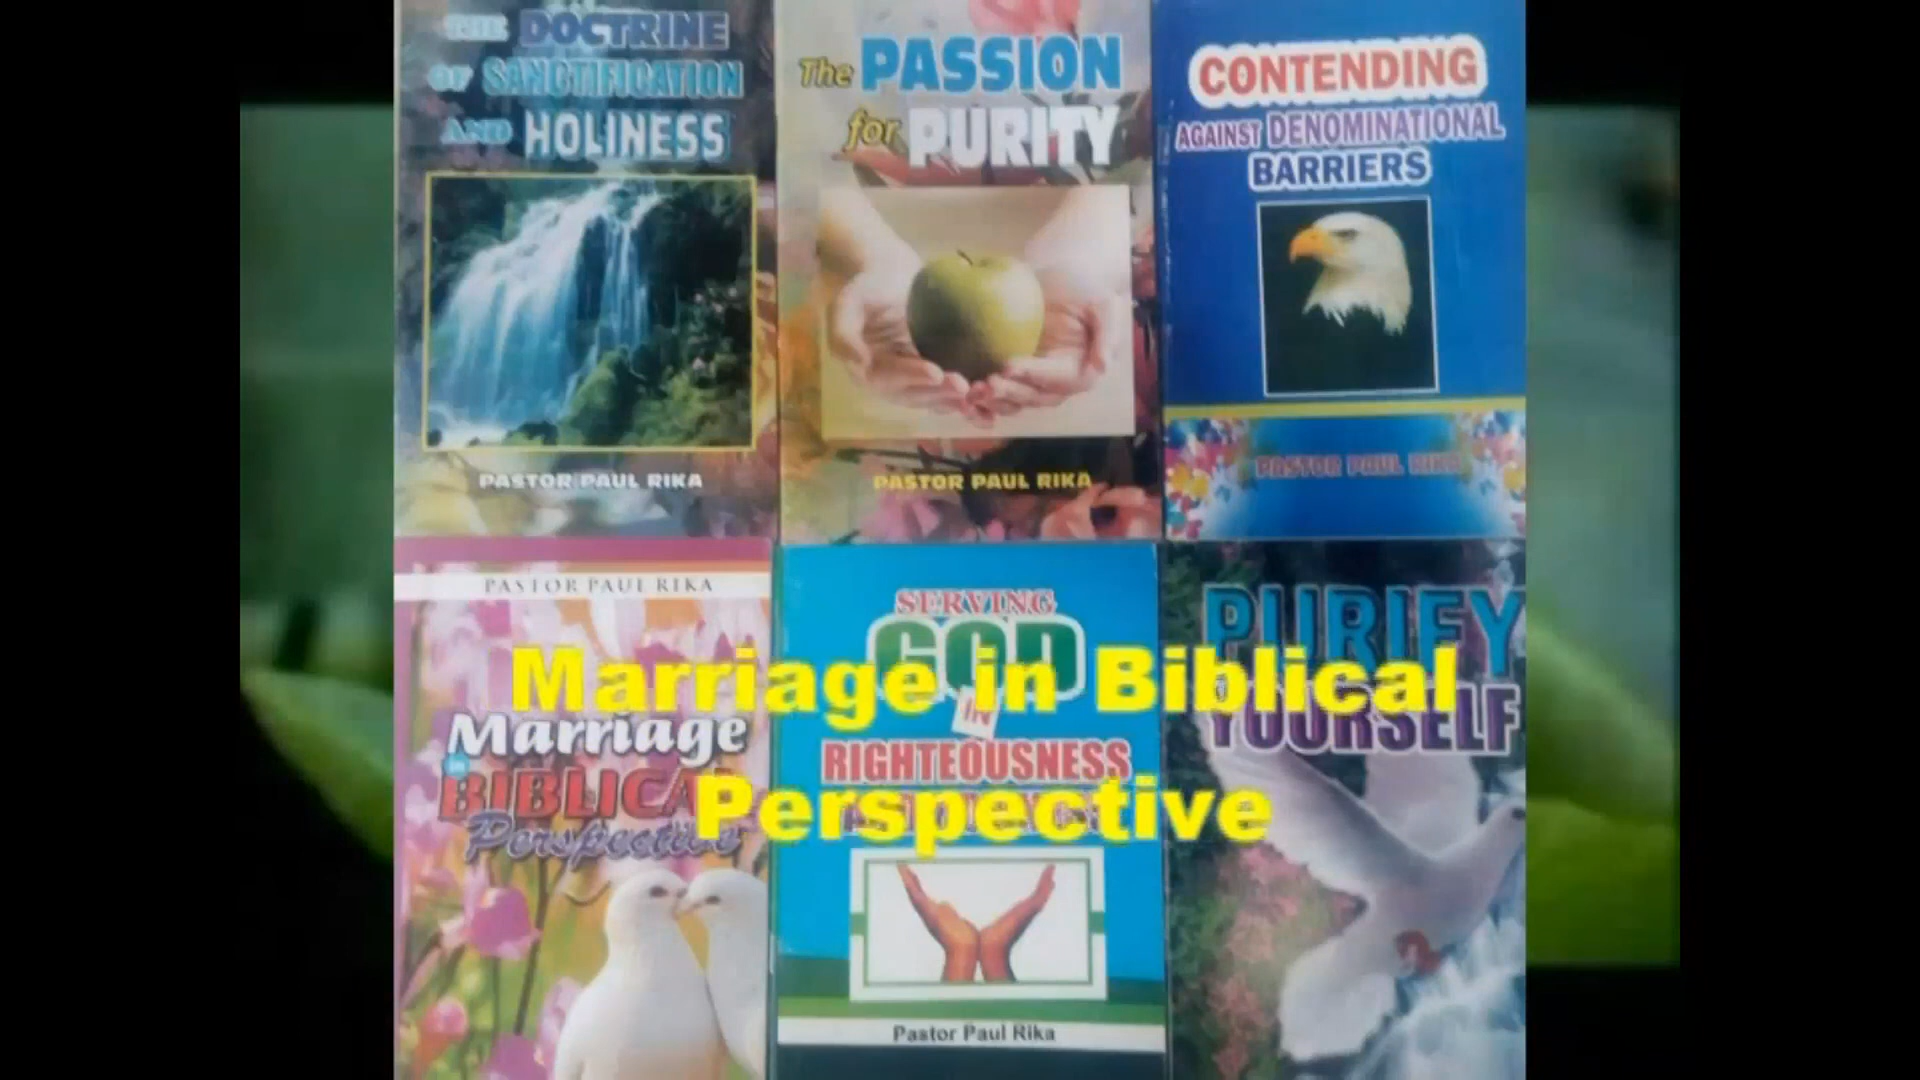 THE DOCTRINE
OF SANCTIFICATION
AND HOLINESS
PASTOR PAUL RIKA
The PASSION
for PURITY
PASTOR PAUL RIKA
CONTENDING
AGAINST DENOMINATIONAL
BARRIERS
PASTOR PAUL RIKA
PASTOR PAUL RIKA
Marriage
in
BIBLICAL
Perspective
SERVING
GOD
IN
RIGHTEOUSNESS
Pastor Paul Rika
PURIFY
YOURSELF
Marriage in Biblical
Perspective